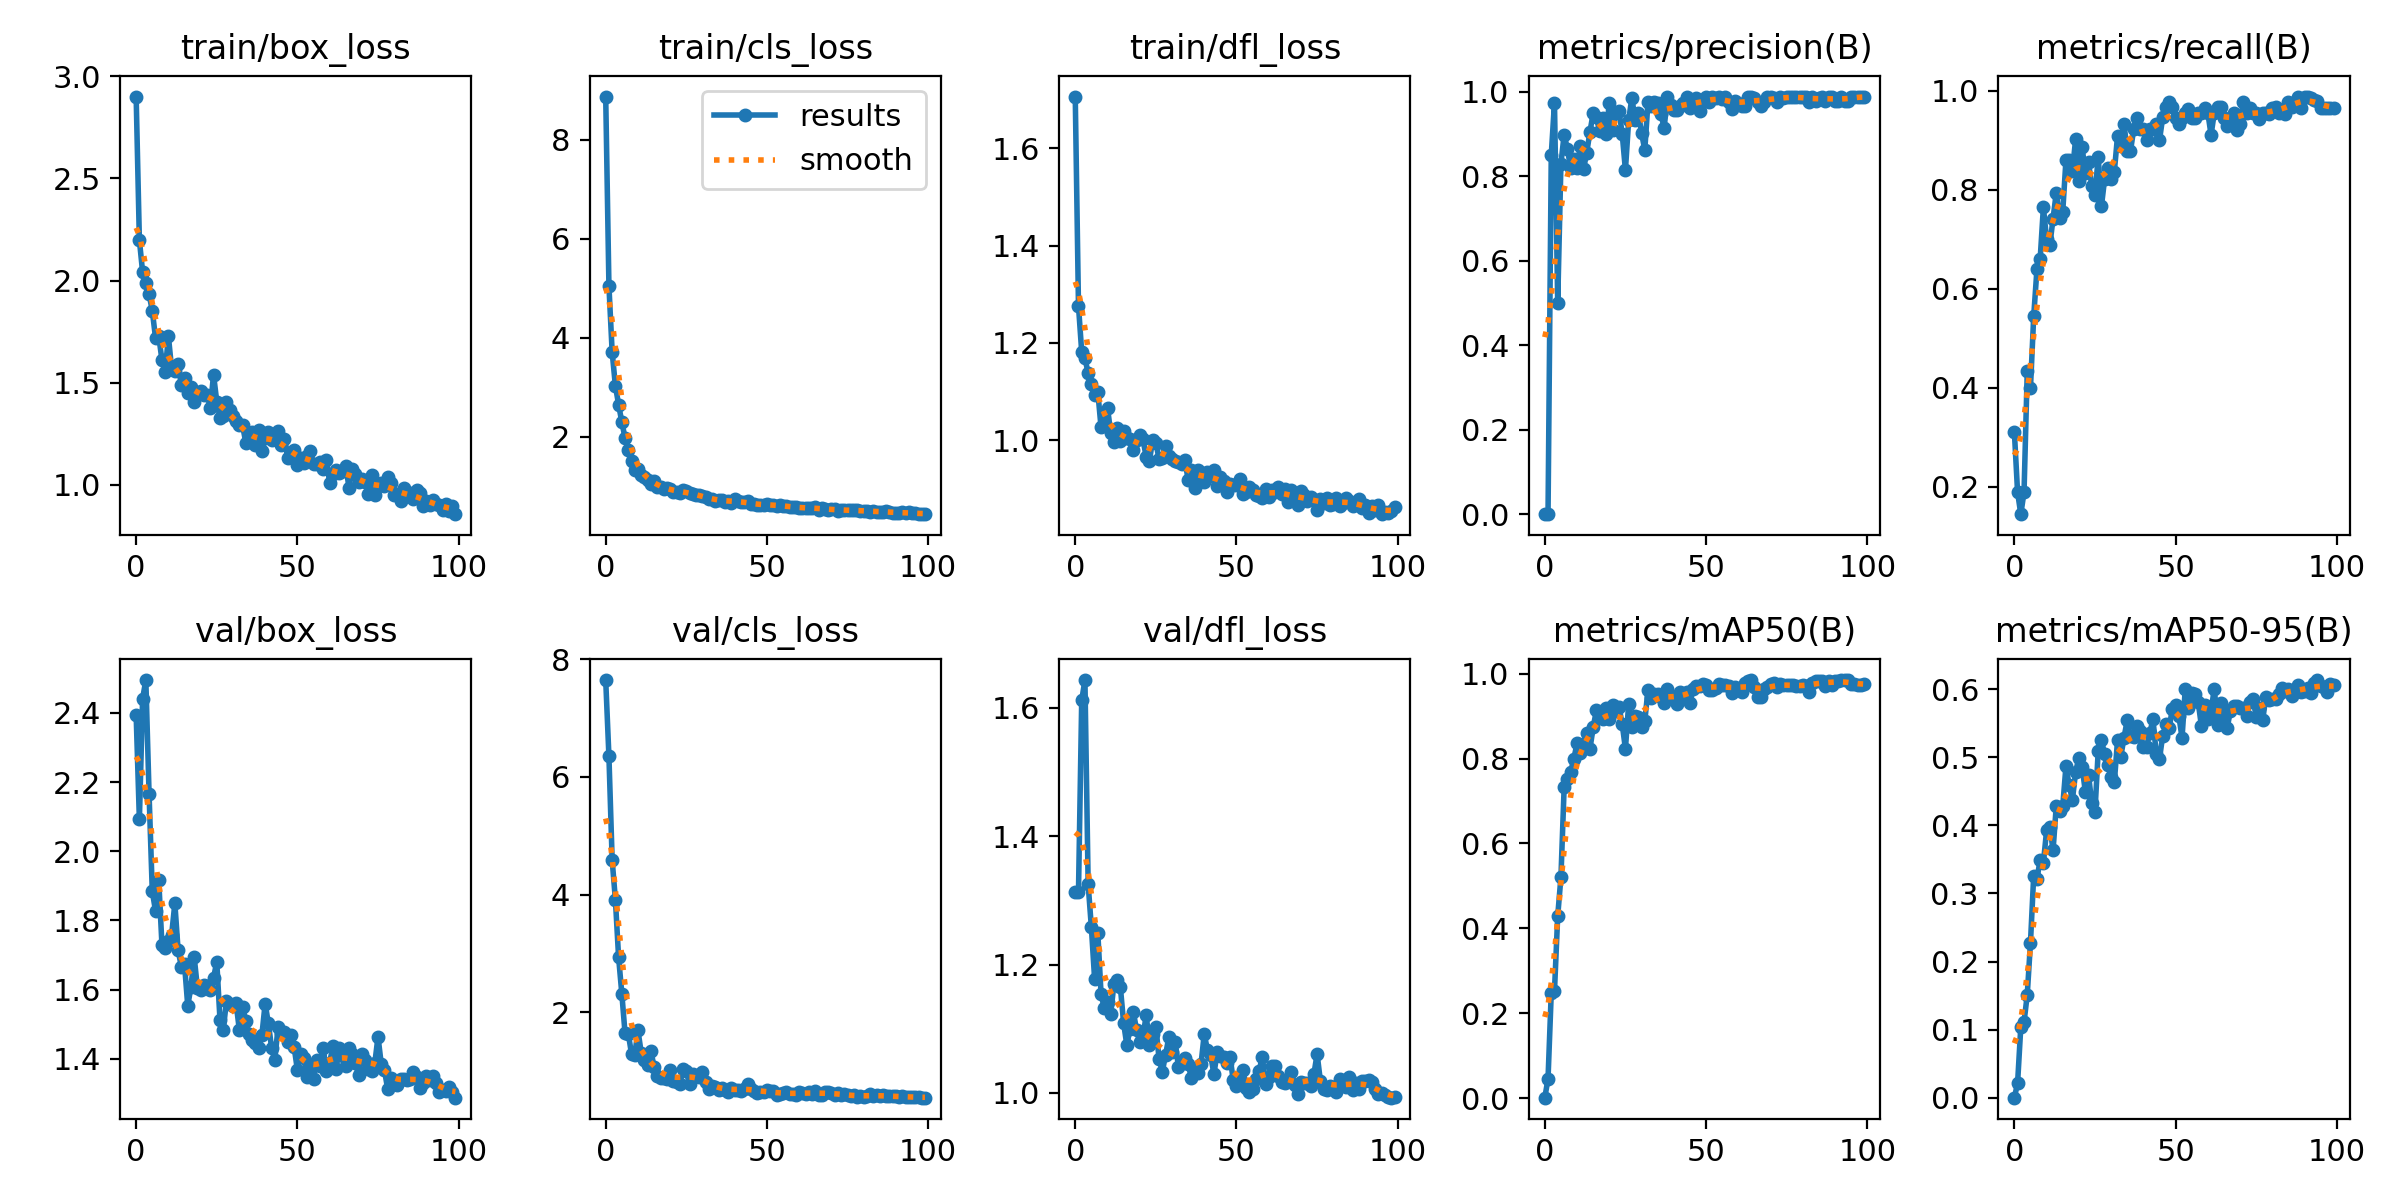 train/box_loss
train/cls_loss
train/dfl_loss
metrics/precision(B)
metrics/recall(B)
3.0
2.5
2.0
1.5
1.0
0 50 100
8
6
4
2
0 50 100
results
smooth
1.6
1.4
1.2
1.0
0 50 100
1.0
0.8
0.6
0.4
0.2
0.0
0 50 100
1.0
0.8
0.6
0.4
0.2
0 50 100
val/box_loss
val/cls_loss
val/dfl_loss
metrics/mAP50(B)
metrics/mAP50-95(B)
2.4
2.2
2.0
1.8
1.6
1.4
0 50 100
8
6
4
2
0 50 100
1.6
1.4
1.2
1.0
0 50 100
1.0
0.8
0.6
0.4
0.2
0.0
0 50 100
0.6
0.5
0.4
0.3
0.2
0.1
0.0
0 50 100